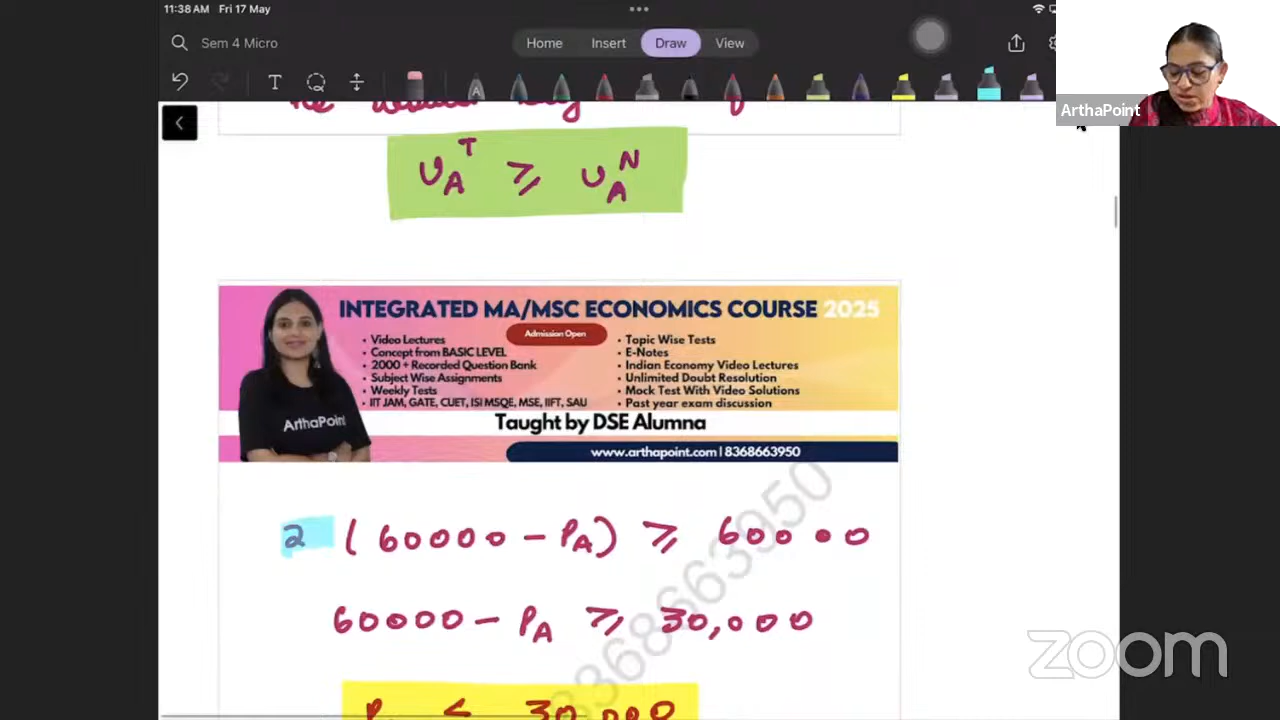 11:38 AM Fri 17 May
Sem 4 Micro
Home Insert Draw View
ArthaPoint
U_A^T ≥ U_A^N
INTEGRATED MA/MSC ECONOMICS COURSE 2025
Admission Open
• Video Lectures
• Concept from BASIC LEVEL
• 2000 + Recorded Question Bank
• Subject Wise Assignments
• Weekly Tests
• IIT JAM, GATE, CUET, ISI MSQE, MSE, IIFT, SAU
• Topic Wise Tests
• E-Notes
• Indian Economy Video Lectures
• Unlimited Doubt Resolution
• Mock Test With Video Solutions
• Past year exam discussion
ArthaPoint
Taught by DSE Alumna
www.arthapoint.com | 8368663950
8368663950
2 (60000 - P_A) ≥ 60000
60000 - P_A ≥ 30,000
30,000
zoom